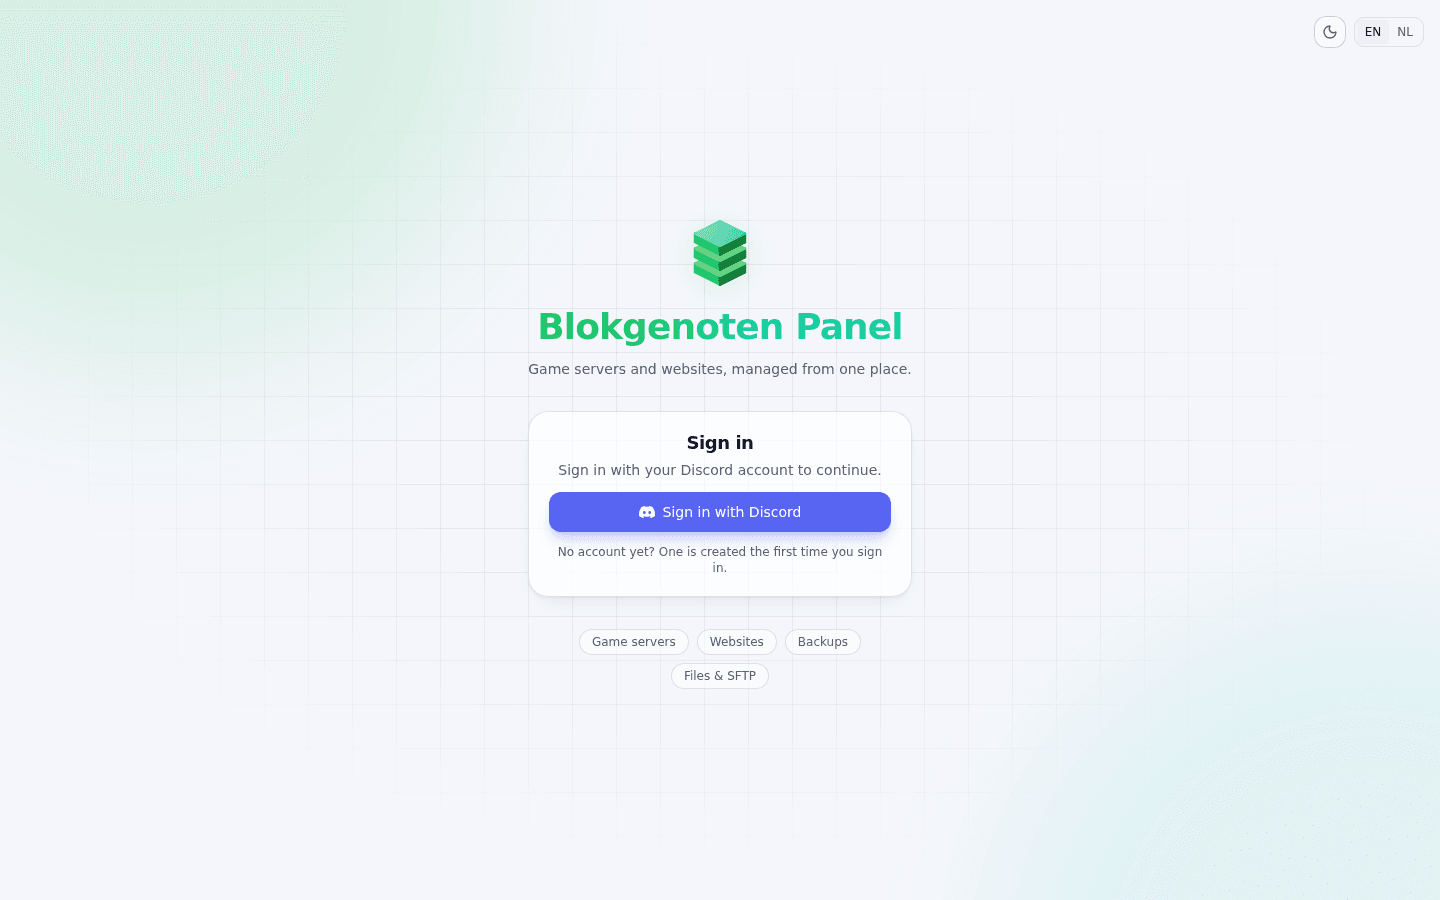 EN NL
Blokgenoten Panel
Game servers and websites, managed from one place.
Sign in
Sign in with your Discord account to continue.
Sign in with Discord
No account yet? One is created the first time you sign
in.
Game servers Websites Backups
Files & SFTP